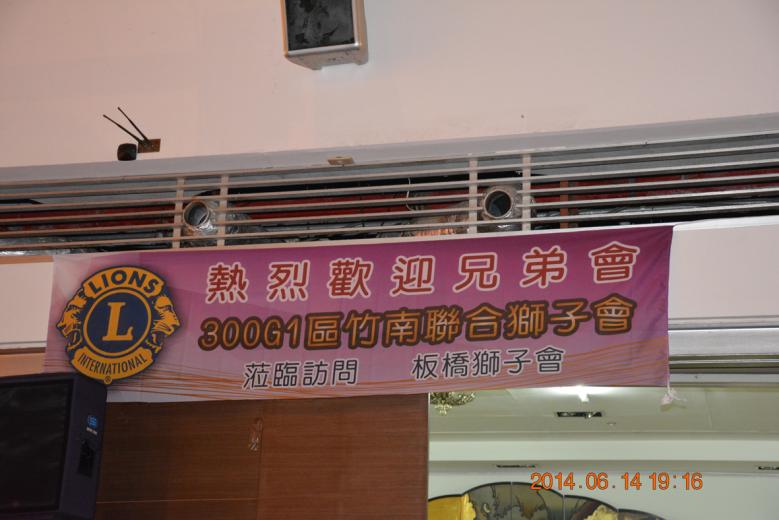 熱烈歡迎兄弟會
300G1區竹南聯合獅子會
蒞臨訪問 板橋獅子會
LIONS
L
INTERNATIONAL
®
2014.06.14 19:16